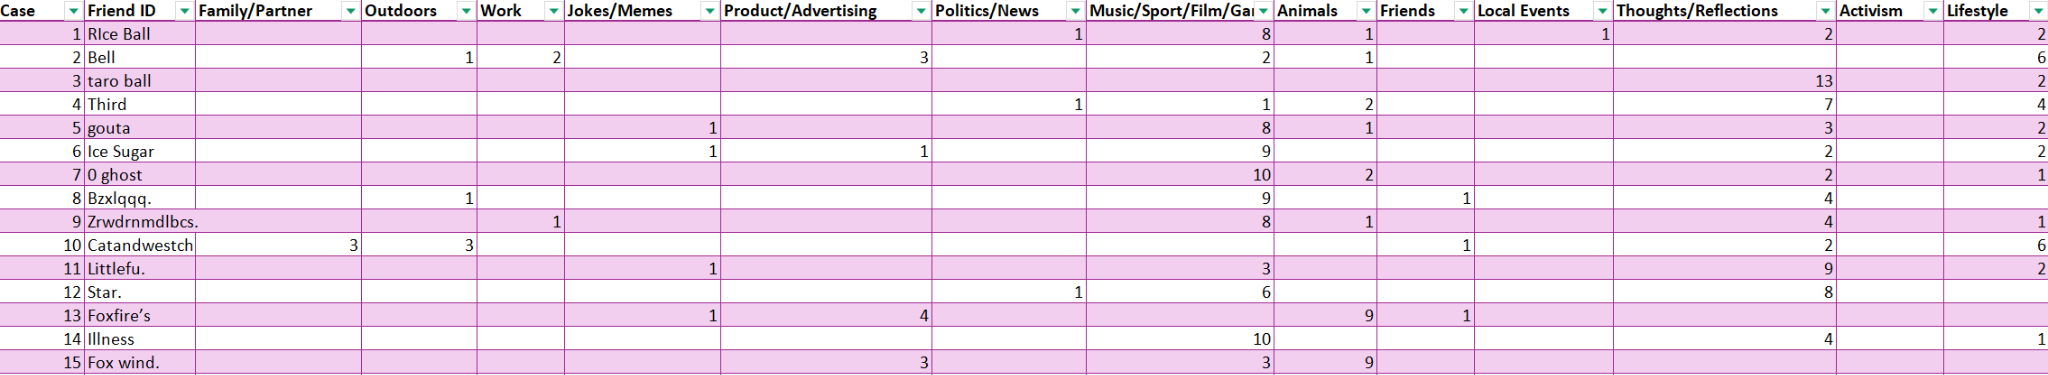 Case Friend ID Family/Partner Outdoors Work Jokes/Memes Product/Advertising Politics/News Music/Sport/Film/Gar Animals Friends Local Events Thoughts/Reflections Activism Lifestyle
1 RIce Ball 1 8 1 1 2 2
2 Bell 1 2 3 2 1 6
3 taro ball 13 2
4 Third 1 1 2 7 4
5 gouta 1 8 1 3 2
6 Ice Sugar 1 1 9 2 2
7 0 ghost 10 2 2 1
8 Bzxlqqq. 1 9 1 4
9 Zrwdrnmdlbcs. 1 8 1 4 1
10 Catandwestch 3 3 1 2 6
11 Littlefu. 1 3 9 2
12 Star. 1 6 8
13 Foxfire’s 1 4 9 1
14 Illness 10 4 1
15 Fox wind. 3 3 9